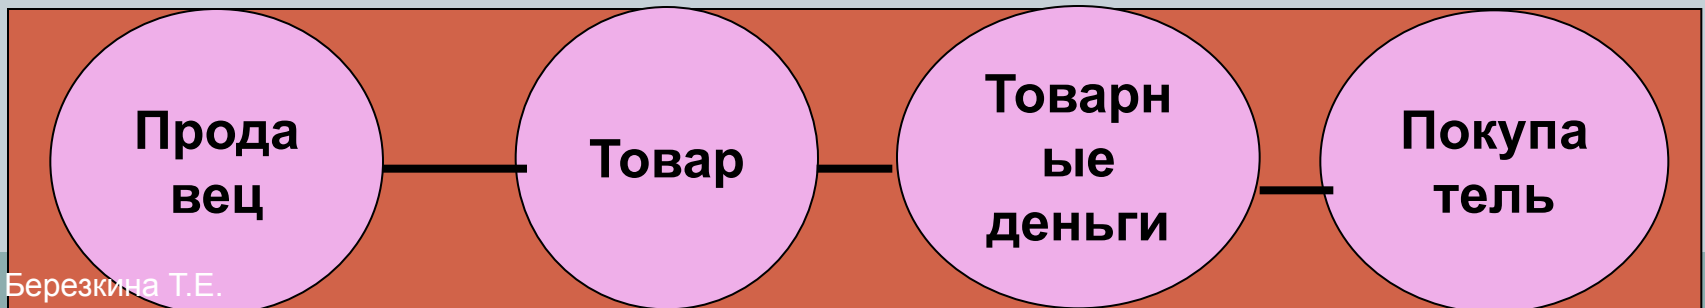 Прода
вец
Товар
Товарн
ые
деньги
Покупа
тель
Березкина Т.Е.